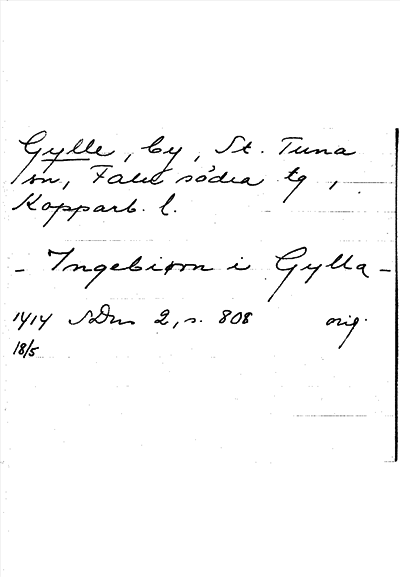 Gylle, by, St. Tuna
sn, Falu södra tg,
Kopparb. l.
- Ingebiorn i Gylla -
1414 SDns 2, s. 808 orig.
18/5